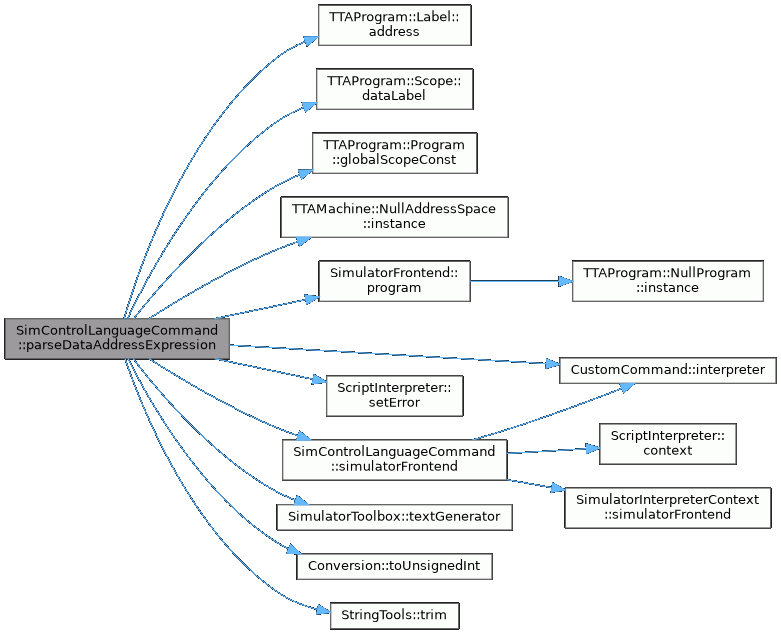 TTAProgram::Label::
address
TTAProgram::Scope::
dataLabel
TTAProgram::Program
::globalScopeConst
TTAMachine::NullAddressSpace
::instance
SimulatorFrontend::
program
TTAProgram::NullProgram
::instance
SimControlLanguageCommand
::parseDataAddressExpression
CustomCommand::interpreter
ScriptInterpreter::
setError
ScriptInterpreter::
context
SimControlLanguageCommand
::simulatorFrontend
SimulatorInterpreterContext
::simulatorFrontend
SimulatorToolbox::textGenerator
Conversion::toUnsignedInt
StringTools::trim